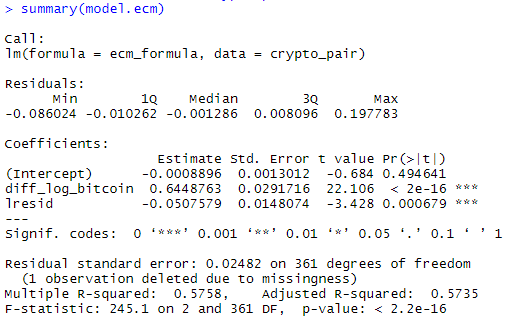 > summary(model.ecm)
Call:
lm(formula = ecm_formula, data = crypto_pair)
Residuals:
      Min        1Q    Median        3Q       Max
-0.086024 -0.010262 -0.001286  0.008096  0.197783
Coefficients:
                   Estimate Std. Error t value Pr(>|t|)
(Intercept)      -0.0008896  0.0013012  -0.684 0.494641
diff_log_bitcoin  0.6448763  0.0291716  22.106  < 2e-16 ***
lresid           -0.0507579  0.0148074  -3.428 0.000679 ***
---
Signif. codes:  0 ‘***’ 0.001 ‘**’ 0.01 ‘*’ 0.05 ‘.’ 0.1 ‘ ’ 1
Residual standard error: 0.02482 on 361 degrees of freedom
  (1 observation deleted due to missingness)
Multiple R-squared:  0.5758,    Adjusted R-squared:  0.5735
F-statistic: 245.1 on 2 and 361 DF,  p-value: < 2.2e-16